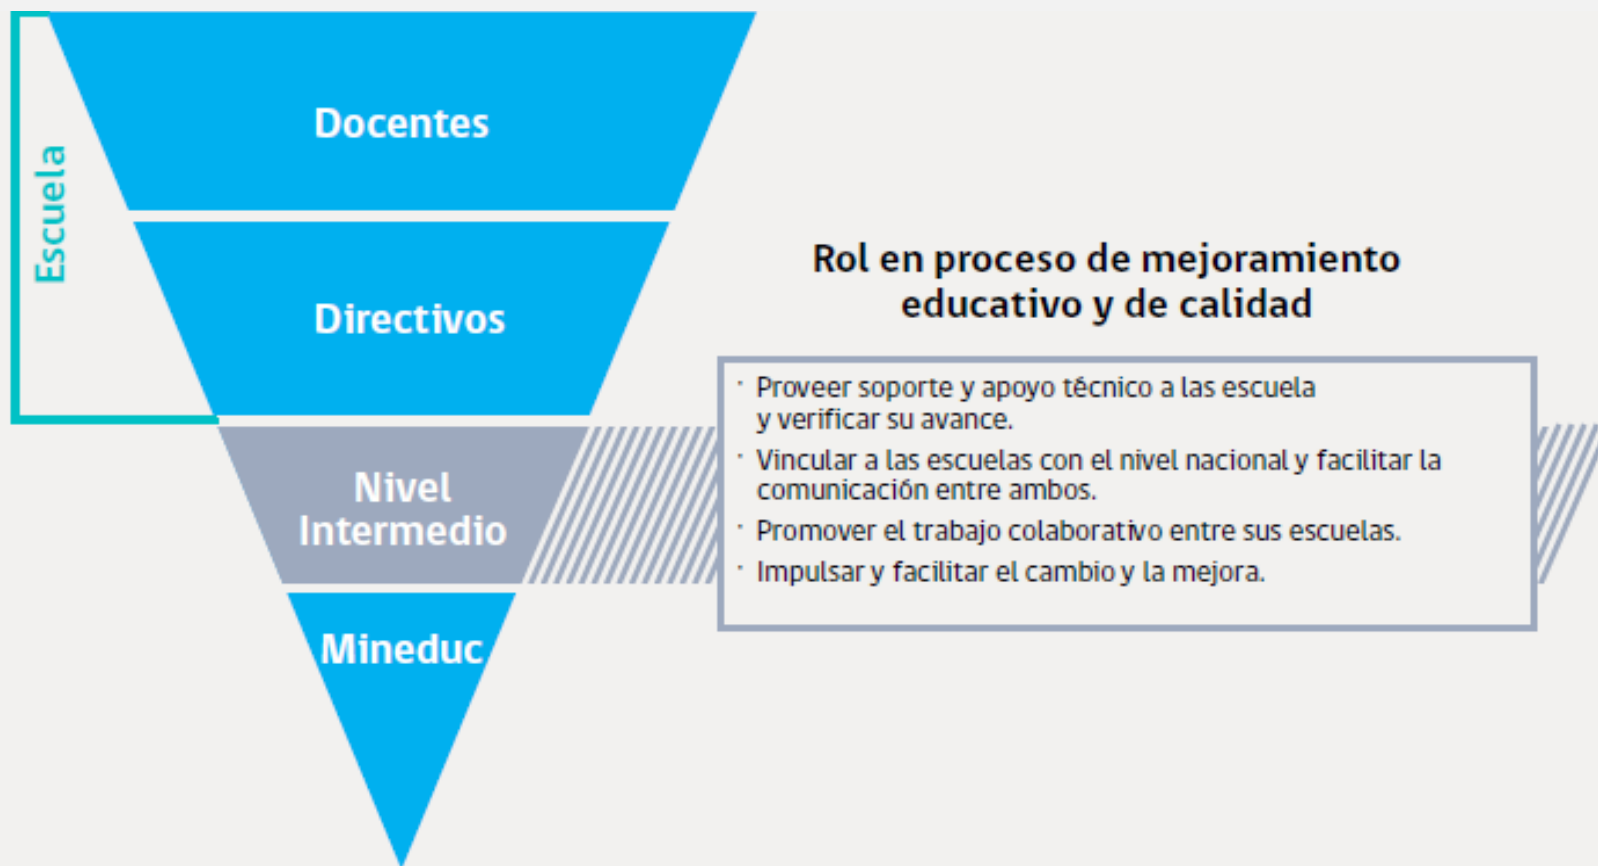 Escuela
Docentes
Directivos
Nivel
Intermedio
Mineduc
Rol en proceso de mejoramiento
educativo y de calidad
· Proveer soporte y apoyo técnico a las escuela
y verificar su avance.
· Vincular a las escuelas con el nivel nacional y facilitar la
comunicación entre ambos.
· Promover el trabajo colaborativo entre sus escuelas.
· Impulsar y facilitar el cambio y la mejora.